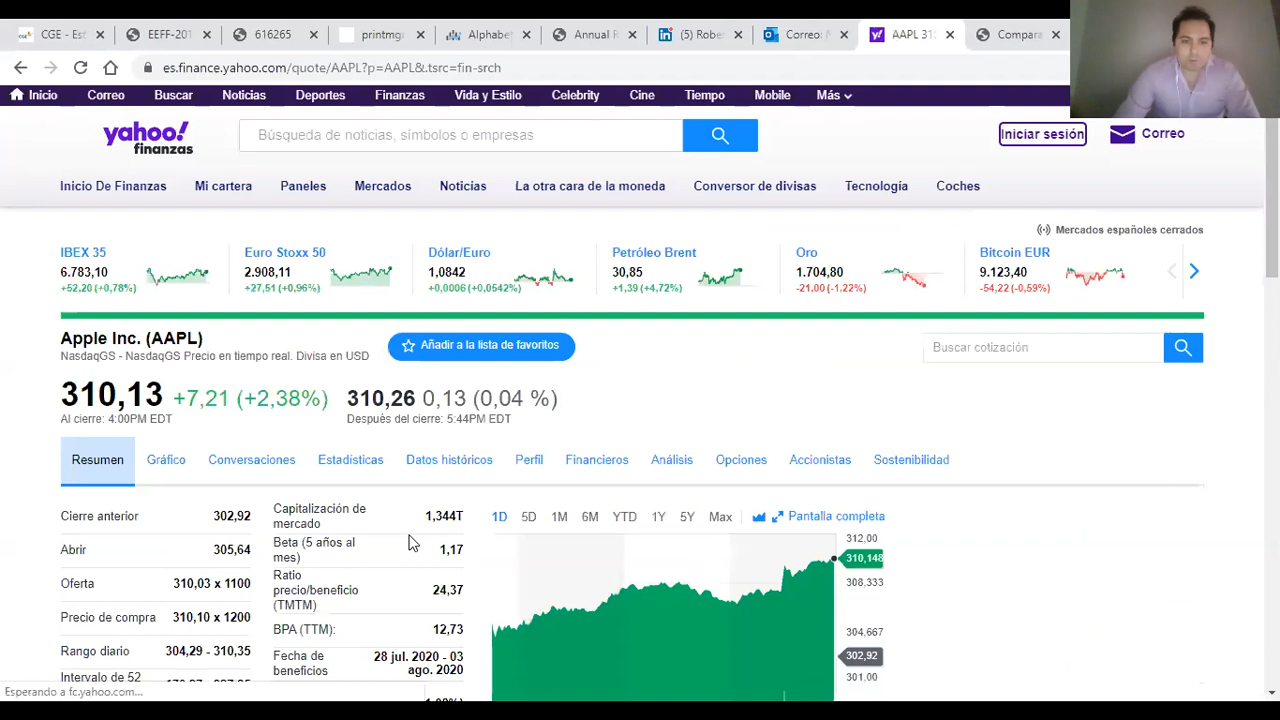 CGE - Est
EEFF-201
616265
printmg
Alphabet
Annual R
(5) Robe
Correo: M
AAPL 31
Compara
es.finance.yahoo.com/quote/AAPL?p=AAPL&.tsrc=fin-srch
Inicio Correo Buscar Noticias Deportes Finanzas Vida y Estilo Celebrity Cine Tiempo Mobile Más
yahoo!
finanzas
Búsqueda de noticias, símbolos o empresas
Iniciar sesión
Correo
Inicio De Finanzas Mi cartera Paneles Mercados Noticias La otra cara de la moneda Conversor de divisas Tecnología Coches
Mercados españoles cerrados
IBEX 35
6.783,10
+52,20 (+0,78%)
Euro Stoxx 50
2.908,11
+27,51 (+0,96%)
Dólar/Euro
1,0842
+0,0006 (+0,0542%)
Petróleo Brent
30,85
+1,39 (+4,72%)
Oro
1.704,80
-21,00 (-1,22%)
Bitcoin EUR
9.123,40
-54,22 (-0,59%)
Apple Inc. (AAPL)
NasdaqGS - NasdaqGS Precio en tiempo real. Divisa en USD
Añadir a la lista de favoritos
Buscar cotización
310,13 +7,21 (+2,38%)
Al cierre: 4:00PM EDT
310,26 0,13 (0,04 %)
Después del cierre: 5:44PM EDT
Resumen Gráfico Conversaciones Estadísticas Datos históricos Perfil Financieros Análisis Opciones Accionistas Sostenibilidad
Cierre anterior 302,92
Abrir 305,64
Oferta 310,03 x 1100
Precio de compra 310,10 x 1200
Rango diario 304,29 - 310,35
Intervalo de 52
Capitalización de
mercado 1,344T
Beta (5 años al
mes) 1,17
Ratio
precio/beneficio 24,37
(TMTM)
BPA (TTM): 12,73
Fecha de 28 jul. 2020 - 03
beneficios ago. 2020
1D 5D 1M 6M YTD 1Y 5Y Max Pantalla completa
312,00
310,148
308,333
304,667
302,92
301,00
Esperando a fc.yahoo.com...